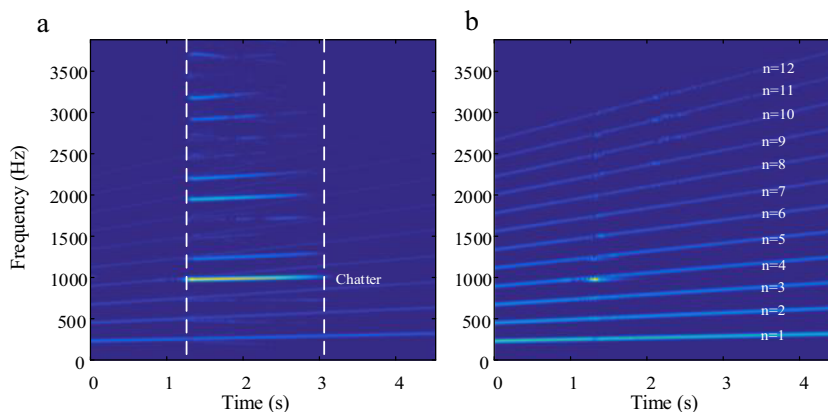 a
Frequency (Hz)
3500
3000
2500
2000
1500
1000
500
0
Chatter
0 1 2 3 4
Time (s)
b
3500
3000
2500
2000
1500
1000
500
0
n=12
n=11
n=10
n=9
n=8
n=7
n=6
n=5
n=4
n=3
n=2
n=1
0 1 2 3 4
Time (s)